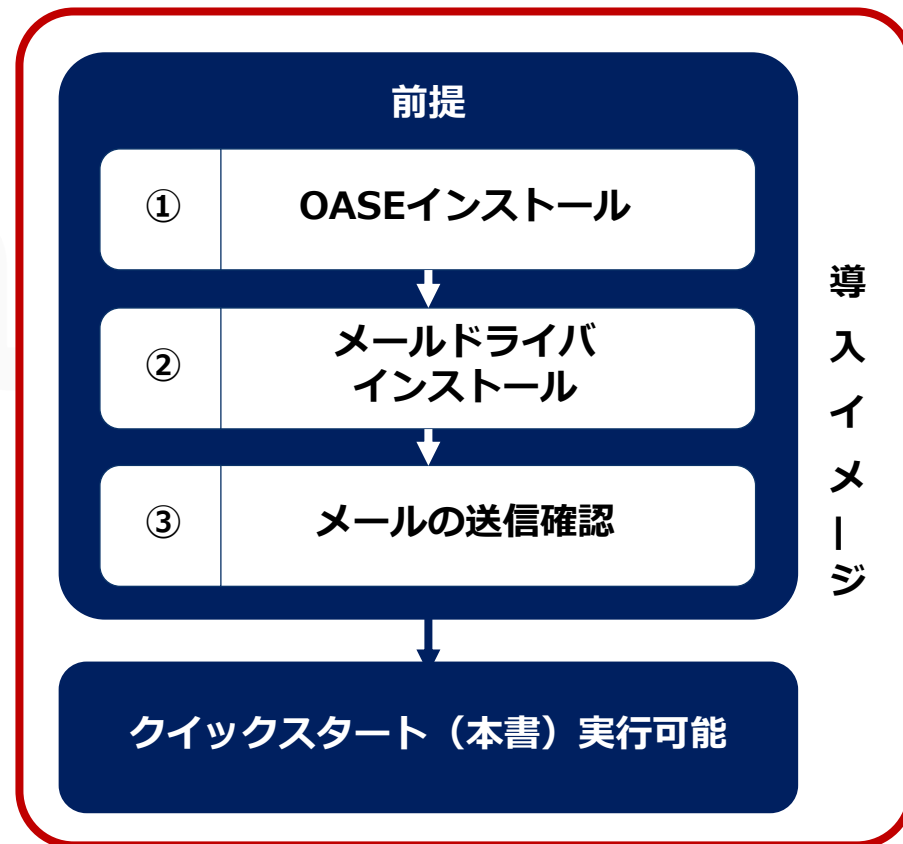 前提
①
OASEインストール
②
メールドライバ
インストール
③
メールの送信確認
クイックスタート（本書）実行可能
導入イメージ